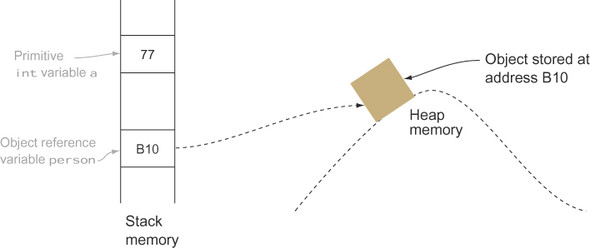 Primitive
int variable a
77
Object reference
variable person
B10
Stack
memory
Object stored at
address B10
Heap
memory